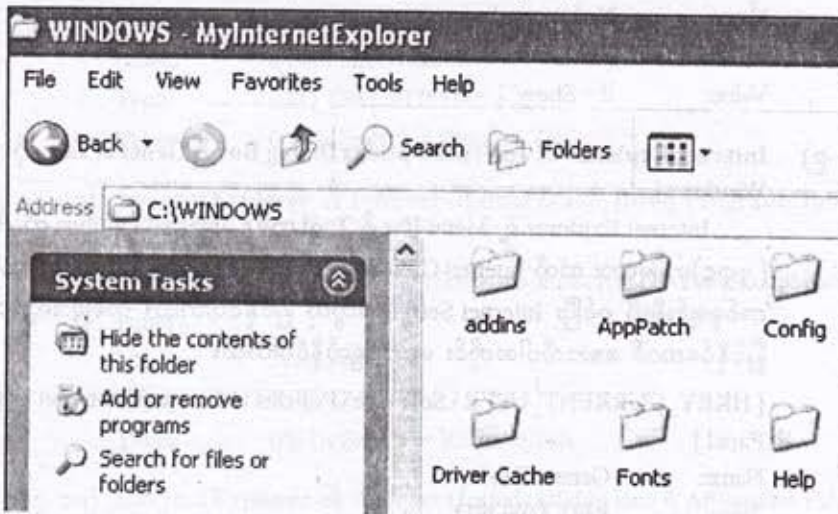 WINDOWS - MyInternetExplorer
File Edit View Favorites Tools Help
Back Search Folders
Address C:\WINDOWS
System Tasks
Hide the contents of
this folder
Add or remove
programs
Search for files or
folders
addins AppPatch Config
Driver Cache Fonts Help